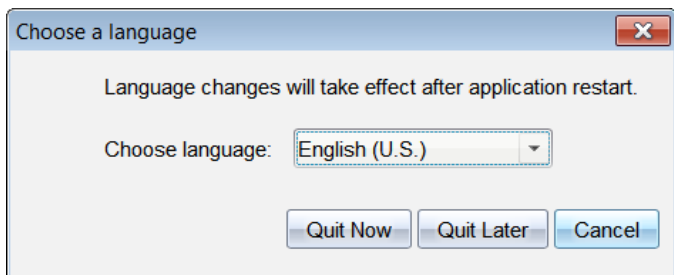 Choose a language
Language changes will take effect after application restart.
Choose language: English (U.S.)
Quit Now Quit Later Cancel